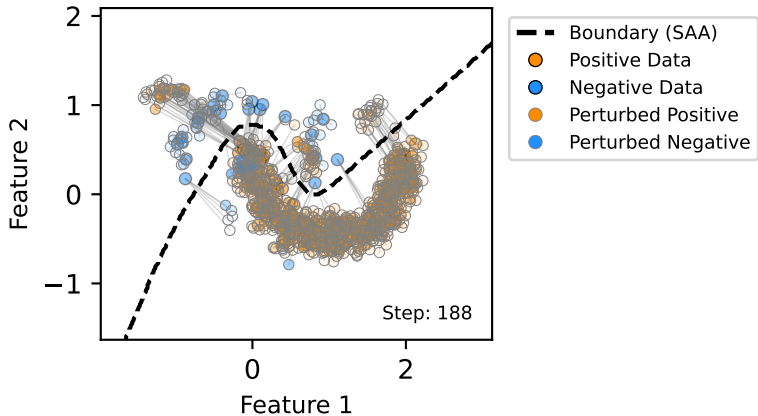 2
1
0
−1
Feature 2
0
2
Feature 1
Step: 188
Boundary (SAA)
Positive Data
Negative Data
Perturbed Positive
Perturbed Negative